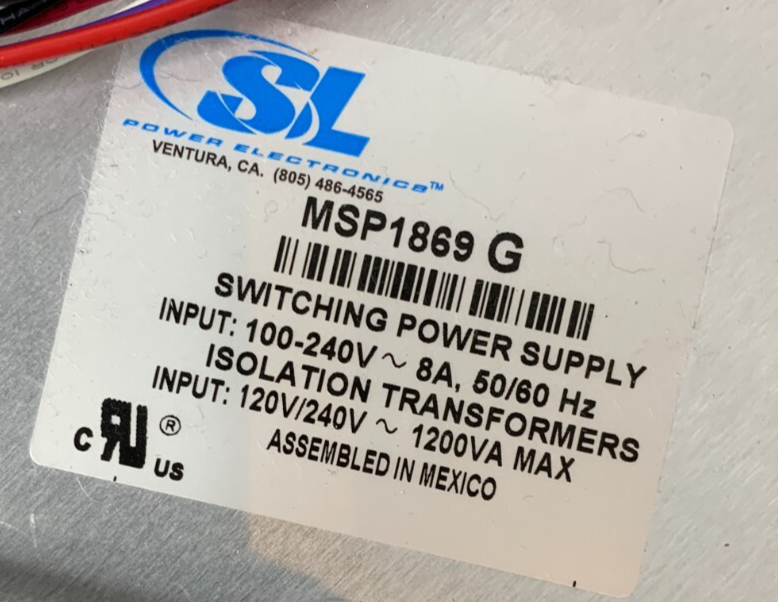 SL
POWER ELECTRONICS™
VENTURA, CA. (805) 486-4565
MSP1869 G
SWITCHING POWER SUPPLY
INPUT: 100-240V ~ 8A, 50/60 Hz
ISOLATION TRANSFORMERS
INPUT: 120V/240V ~ 1200VA MAX
ASSEMBLED IN MEXICO
C RU ® US